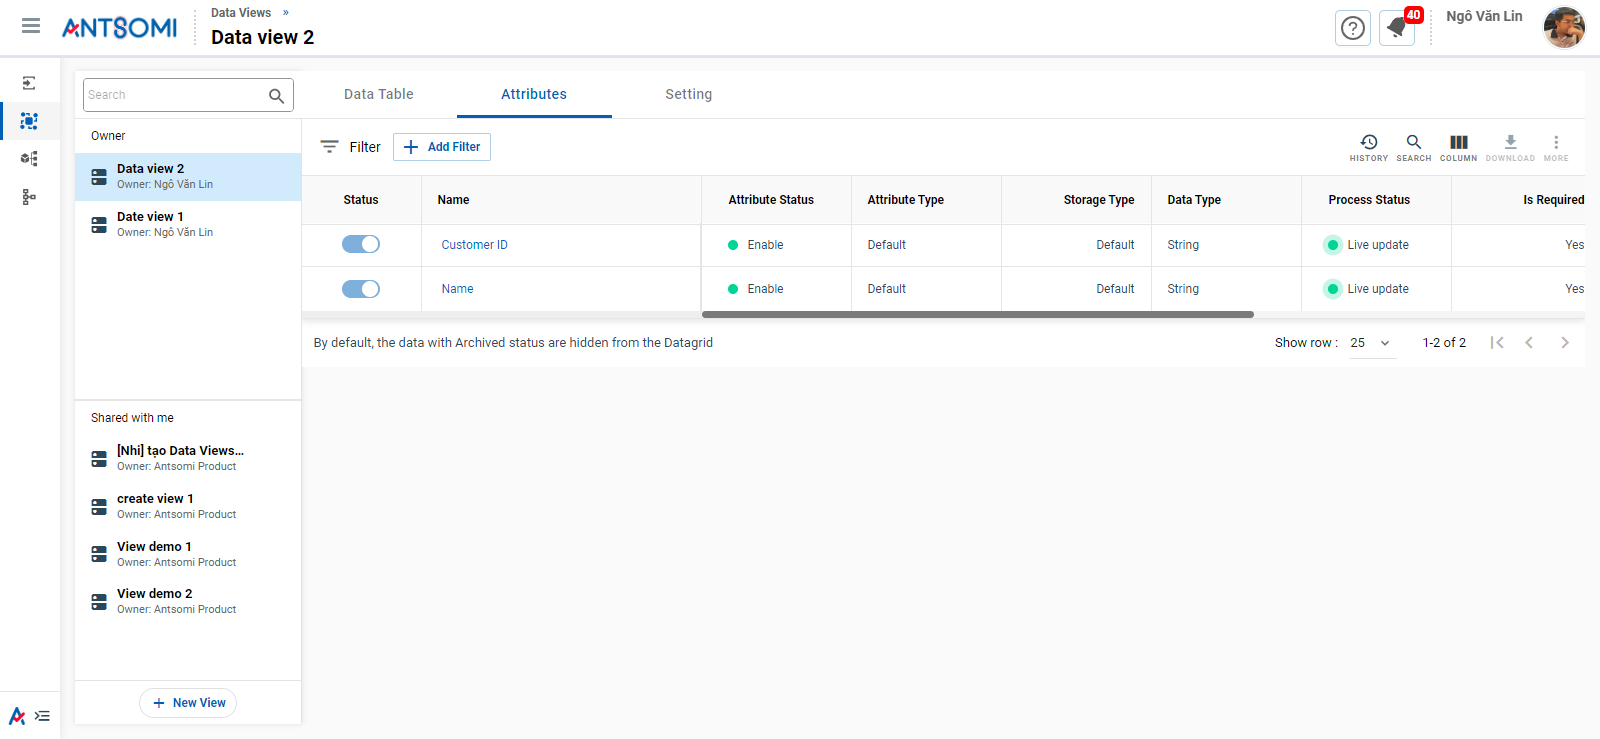 ANTSOMI
Data Views »
Data view 2
40
Ngô Văn Lin
Search
Data Table
Attributes
Setting
Owner
Data view 2
Owner: Ngô Văn Lin
Date view 1
Owner: Ngô Văn Lin
Filter
Add Filter
HISTORY
SEARCH
COLUMN
DOWNLOAD
MORE
Status Name Attribute Status Attribute Type Storage Type Data Type Process Status Is Required
Customer ID Enable Default Default String Live update Yes
Name Enable Default Default String Live update Yes
By default, the data with Archived status are hidden from the Datagrid
Show row : 25 1-2 of 2
Shared with me
[Nhi] tạo Data Views...
Owner: Antsomi Product
create view 1
Owner: Antsomi Product
View demo 1
Owner: Antsomi Product
View demo 2
Owner: Antsomi Product
New View